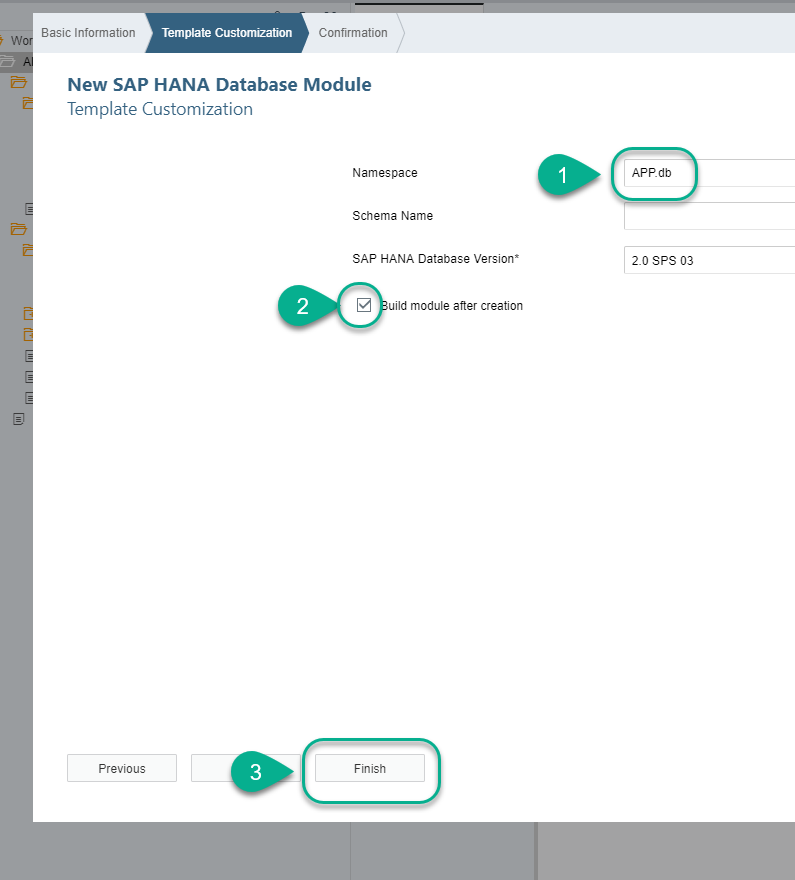 Basic Information
Template Customization
Confirmation
Wor
New SAP HANA Database Module
Template Customization
Namespace
1
APP.db
Schema Name
SAP HANA Database Version*
2.0 SPS 03
2
Build module after creation
Previous
3
Finish